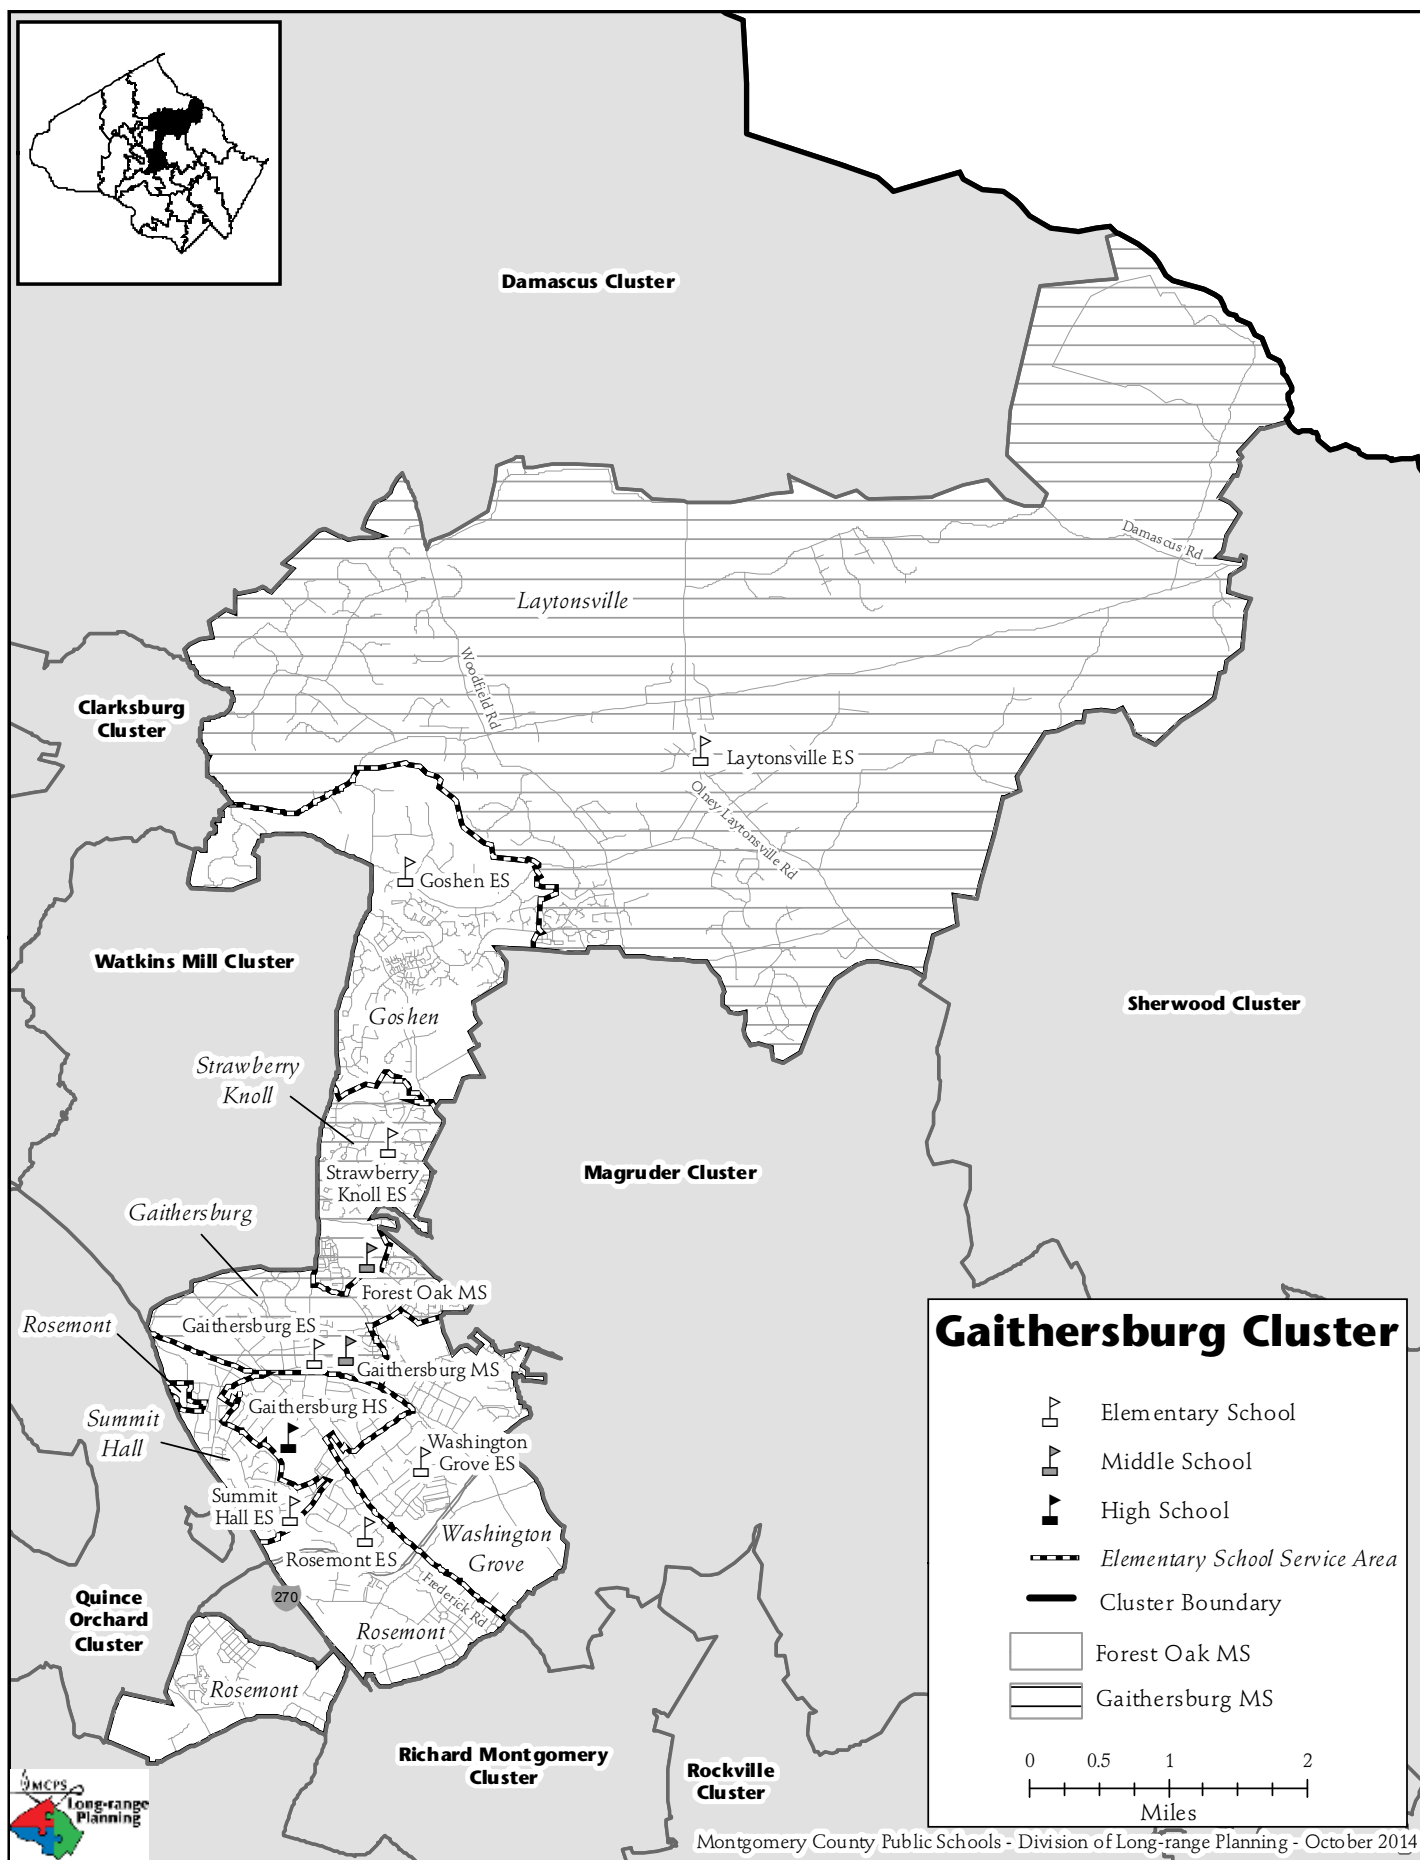 Damascus Cluster
Damascus Rd
Laytonsville
Woodfield Rd
Clarksburg
Cluster
Laytonsville ES
Olney Laytonsville Rd
Goshen ES
Watkins Mill Cluster
Sherwood Cluster
Goshen
Strawberry
Knoll
Strawberry
Knoll ES
Magruder Cluster
Gaithersburg
Forest Oak MS
Rosemont
Gaithersburg ES
Gaithersburg MS
Gaithersburg HS
Summit
Hall
Washington
Grove ES
Summit
Hall ES
Washington
Grove
Rosemont ES
Frederick Rd
270
Quince
Orchard
Cluster
Rosemont
Rosemont
Richard Montgomery
Cluster
Rockville
Cluster
Gaithersburg Cluster
Elementary School
Middle School
High School
Elementary School Service Area
Cluster Boundary
Forest Oak MS
Gaithersburg MS
0 0.5 1 2
Miles
MCPS
Long-range
Planning
Montgomery County Public Schools - Division of Long-range Planning - October 2014